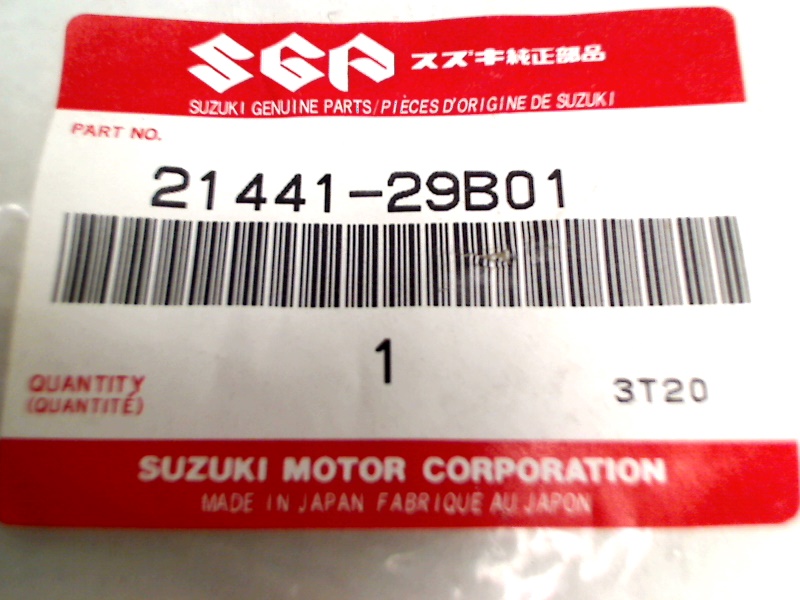 SGP スズキ純正部品
SUZUKI GENUINE PARTS/PIÈCES D'ORIGINE DE SUZUKI
PART NO.
21441-29B01
1
QUANTITY
(QUANTITÉ)
3T20
SUZUKI MOTOR CORPORATION
MADE IN JAPAN FABRIQUE AU JAPON